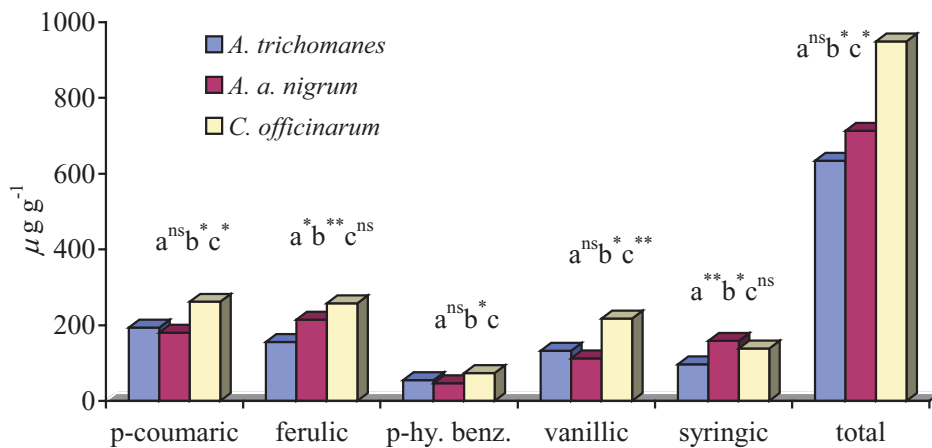 1000
800
600
400
200
0
μg g⁻¹
A. trichomanes
A. a. nigrum
C. officinarum
aⁿˢb*c*
a*b**cⁿˢ
aⁿˢb*c
aⁿˢb*c**
a**b*cⁿˢ
aⁿˢb*c*
p-coumaric ferulic p-hy. benz. vanillic syringic total